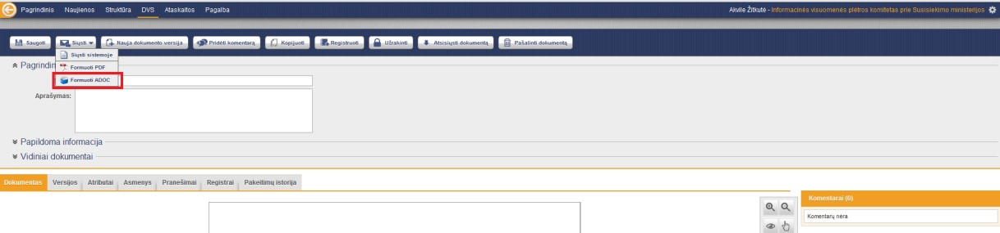 Pagrindinis Naujienos Struktūra DVS Ataskaitos Pagalba Akvile Žitkutė - Informacinės visuomenės plėtros komitetas prie Susisiekimo ministerijos
Saugoti Siųsti Nauja dokumento versija Pridėti komentarą Kopijuoti Registruoti Užrakinti Atsisiųsti dokumentą Pašalinti dokumentą
Siųsti sistemoje
Pagrindin
Formuoti PDF
Formuoti ADOC
Aprašymas:
Papildoma informacija
Vidiniai dokumentai
Dokumentas Versijos Atributai Asmenys Pranešimai Registrai Pakeitimų istorija
Komentarai (0)
Komentarų nėra